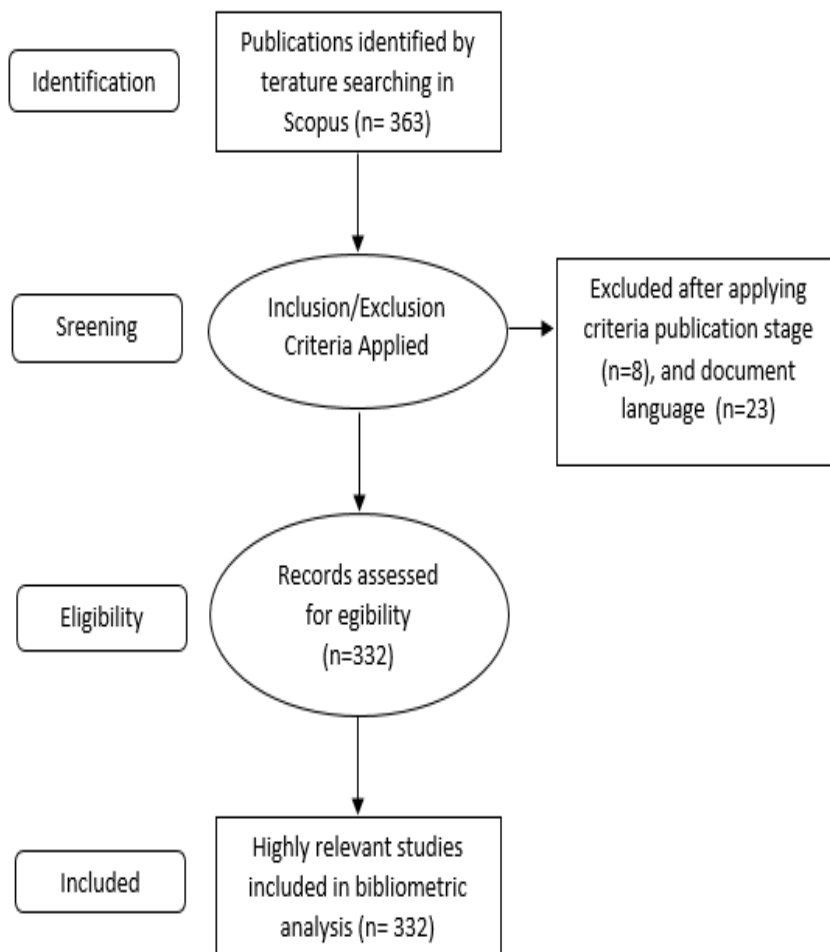 Identification
Publications identified by
terature searching in
Scopus (n= 363)
Sreening
Inclusion/Exclusion
Criteria Applied
Excluded after applying
criteria publication stage
(n=8), and document
language (n=23)
Eligibility
Records assessed
for egibility
(n=332)
Included
Highly relevant studies
included in bibliometric
analysis (n= 332)